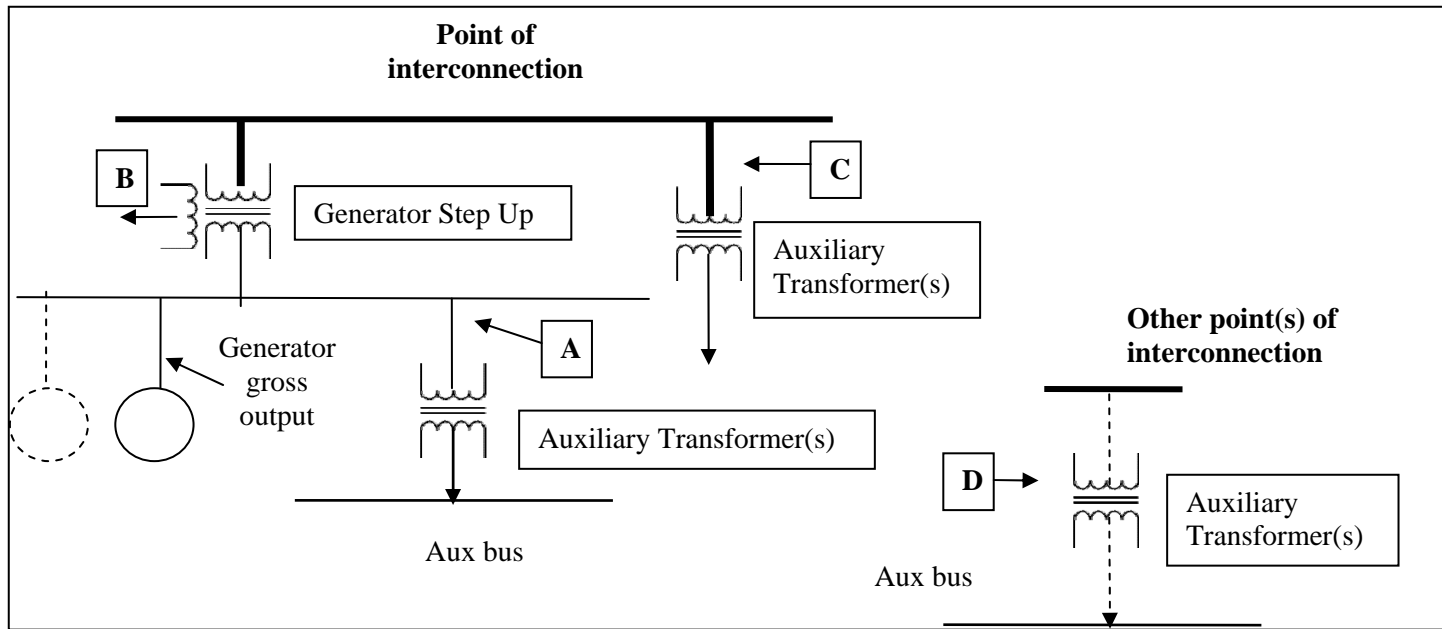 Point of
interconnection
B
C
Generator Step Up
Auxiliary
Transformer(s)
Other point(s) of
interconnection
A
Generator
gross
output
Auxiliary Transformer(s)
D
Auxiliary
Transformer(s)
Aux bus
Aux bus